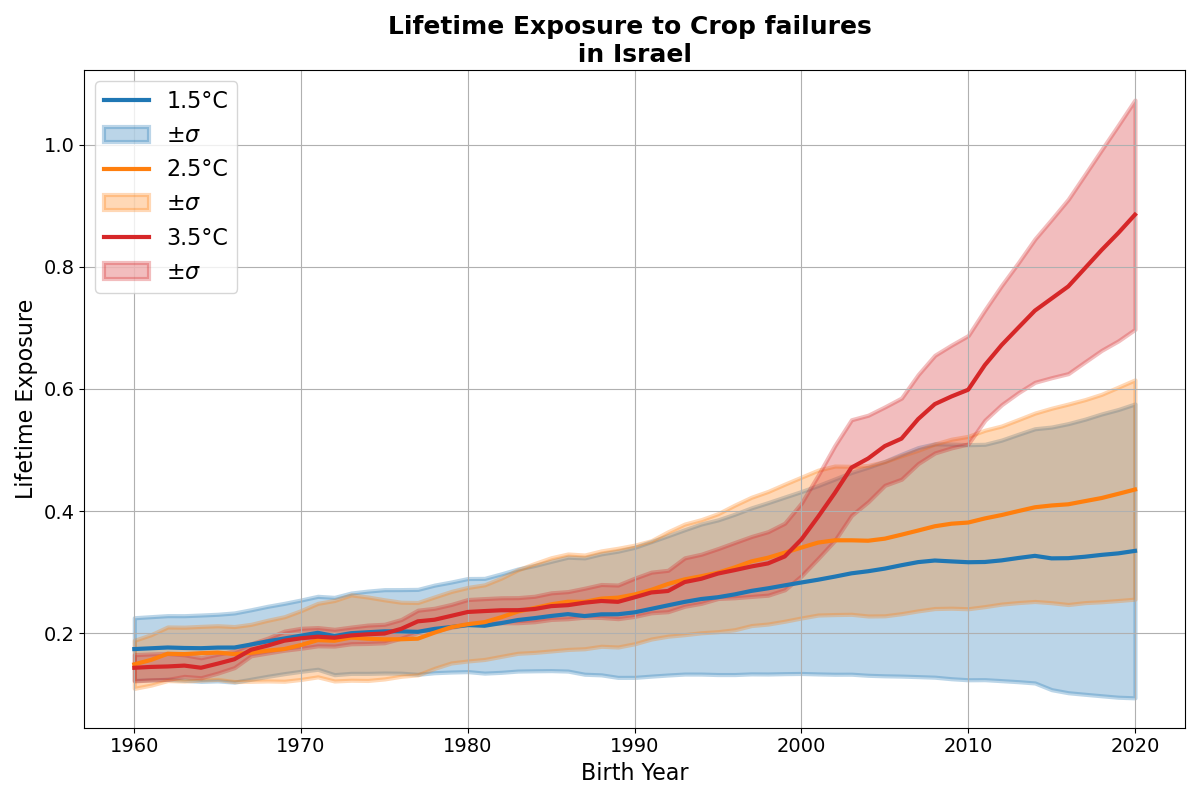 Lifetime Exposure to Crop failures
in Israel
1.5°C
±σ
2.5°C
±σ
3.5°C
±σ
Lifetime Exposure
1.0
0.8
0.6
0.4
0.2
1960 1970 1980 1990 2000 2010 2020
Birth Year